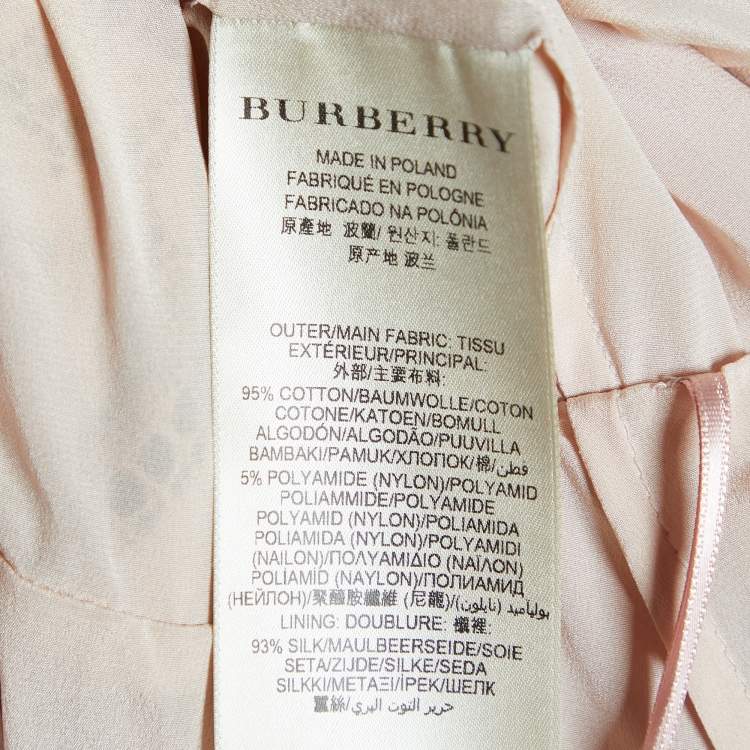 BURBERRY
MADE IN POLAND
FABRIQUÉ EN POLOGNE
FABRICADO NA POLÔNIA
原產地 波蘭/ 원산지: 폴란드
原产地 波兰
OUTER/MAIN FABRIC: TISSU
EXTÉRIEUR/PRINCIPAL:
外部/主要布料:
95% COTTON/BAUMWOLLE/COTON
COTONE/KATOEN/BOMULL
ALGODÓN/ALGODÃO/PUUVILLA
BAMBAKI/PAMUK/ХЛОПОК/棉/قطن
5% POLYAMIDE (NYLON)/POLYAMID
POLIAMMIDE/POLYAMIDE
POLYAMID (NYLON)/POLIAMIDA
POLIAMIDA (NYLON)/POLYAMIDI
(NAILON)/ΠΟΛΥΑΜΙΔΙΟ (ΝΑΪΛΟΝ)
POLIAMİD (NAYLON)/ПОЛИАМИД
(НЕЙЛОН)/聚醯胺纖維 (尼龍)/بولياميد (نايلون)
LINING: DOUBLURE: 襯裡:
93% SILK/MAULBEERSEIDE/SOIE
SETA/ZIJDE/SILKE/SEDA
SILKKI/ΜΕΤΑΞΙ/İPEK/ШЕЛК
蠶絲/حرير التوت البري